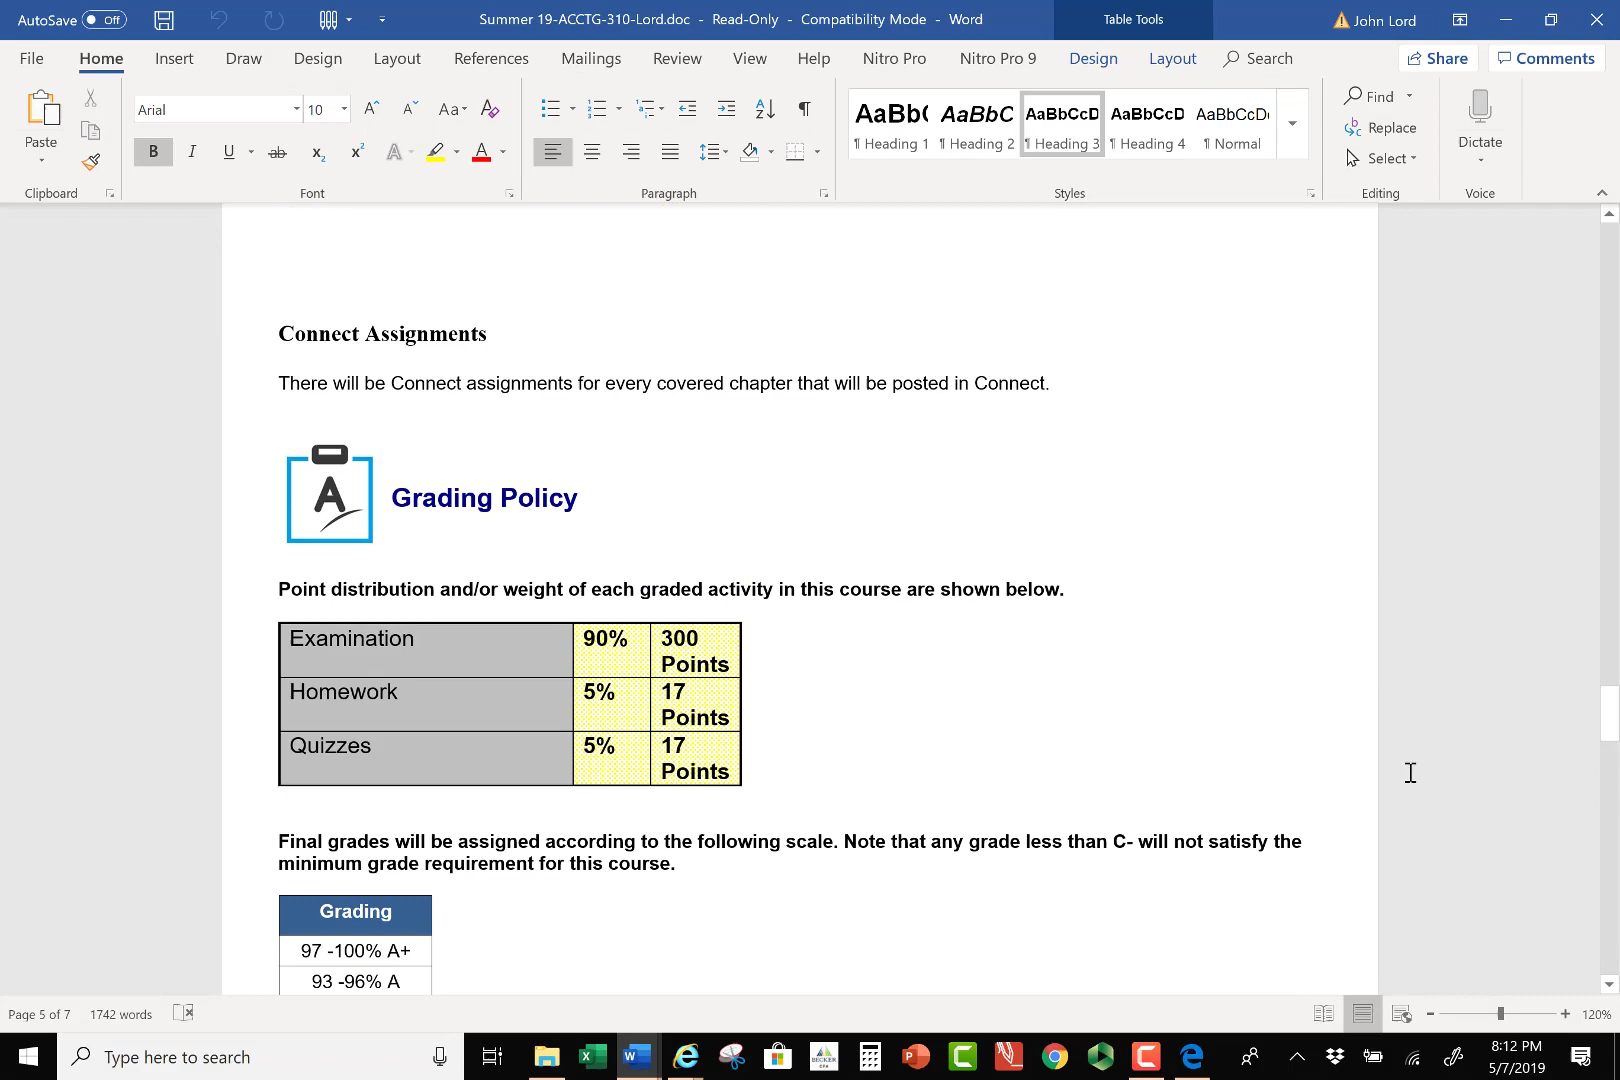 AutoSave Off Summer 19-ACCTG-310-Lord.doc - Read-Only - Compatibility Mode - Word Table Tools John Lord
File Home Insert Draw Design Layout References Mailings Review View Help Nitro Pro Nitro Pro 9 Design Layout Search Share Comments
Paste
Arial 10 A A Aa A
B I U ab x2 x2 A A
AaBb( AaBbC AaBbCcD AaBbCcD AaBbCcD
¶ Heading 1 ¶ Heading 2 ¶ Heading 3 ¶ Heading 4 ¶ Normal
Find
Replace
Select
Dictate
Clipboard Font Paragraph Styles Editing Voice
Connect Assignments
There will be Connect assignments for every covered chapter that will be posted in Connect.
A
Grading Policy
Point distribution and/or weight of each graded activity in this course are shown below.
Examination 90% 300 Points
Homework 5% 17 Points
Quizzes 5% 17 Points
Final grades will be assigned according to the following scale. Note that any grade less than C- will not satisfy the
minimum grade requirement for this course.
Grading
97 -100% A+
93 -96% A
Page 5 of 7 1742 words 120%
Type here to search
BECKER
8:12 PM
5/7/2019